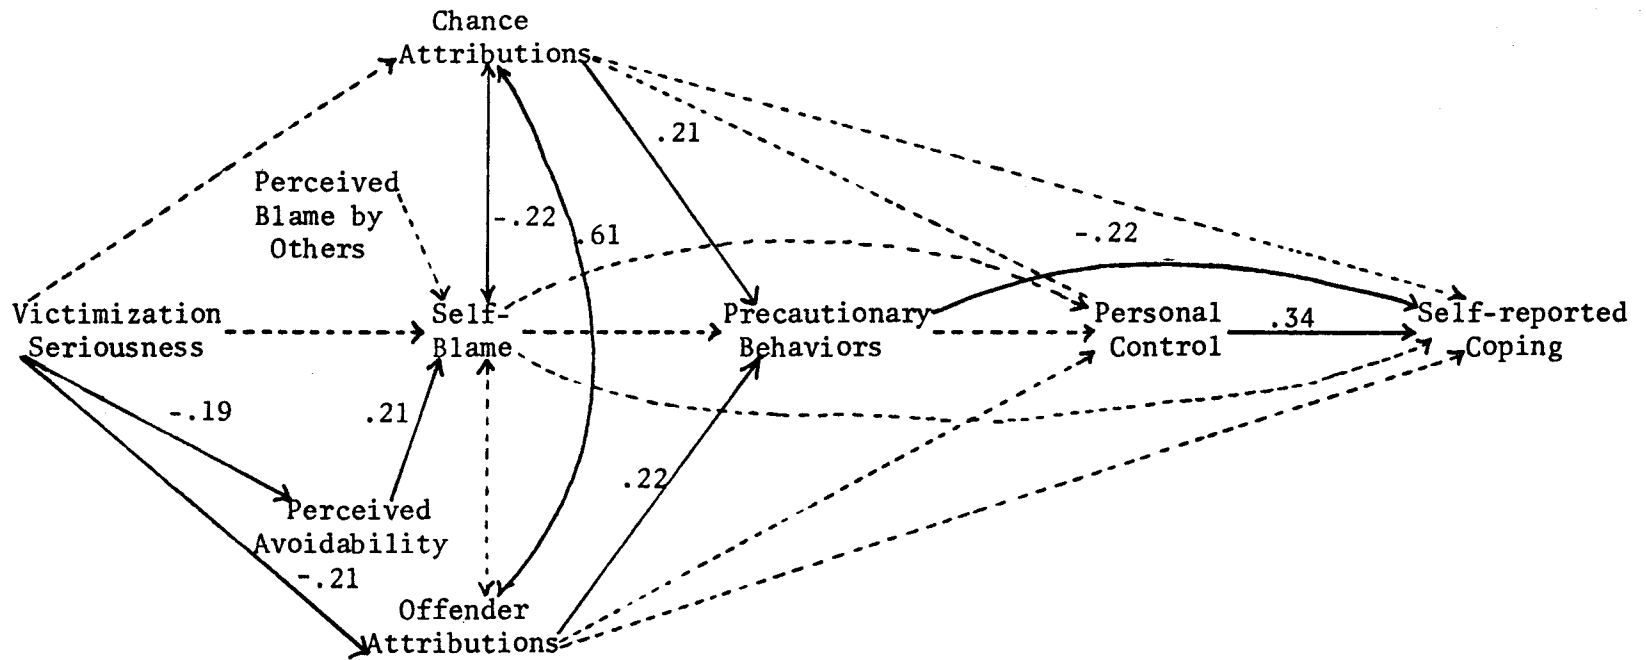 Chance
Attributions
.21
Perceived
Blame by
Others
-.22
.61
-.22
Victimization
Seriousness
Self-
Blame
Precautionary
Behaviors
Personal
Control
.34
Self-reported
Coping
-.19
.21
.22
Perceived
Avoidability
-.21
Offender
Attributions